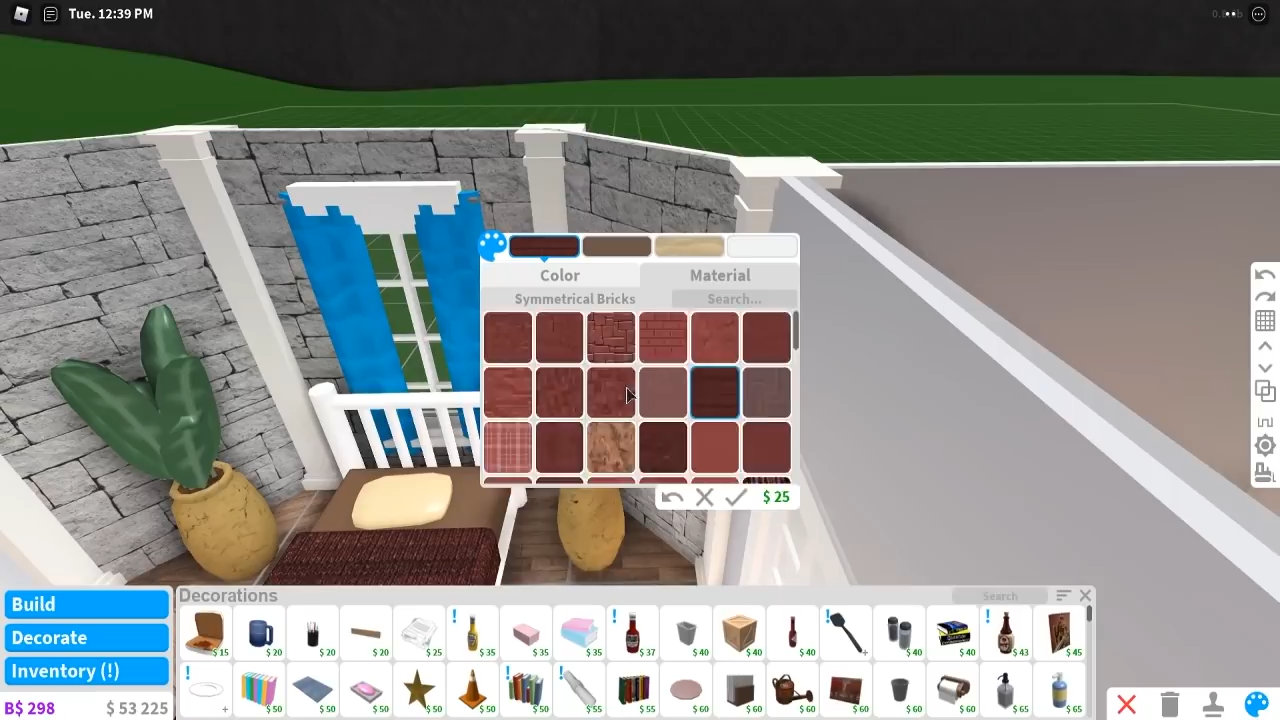 Tue. 12:39 PM
Color
Material
Symmetrical Bricks
Search...
$ 25
Build
Decorate
Inventory (!)
B$ 298
$ 53 225
Decorations
Search
$ 15
$ 20
$ 20
$ 20
$ 25
! $ 35
$ 35
$ 35
! $ 37
$ 40
$ 40
$ 40
! +
$ 40
$ 40
! $ 43
$ 45
! +
$ 50
$ 50
$ 50
$ 50
$ 50
! $ 50
! $ 55
$ 55
$ 60
$ 60
$ 60
$ 60
$ 60
$ 60
$ 65
$ 65